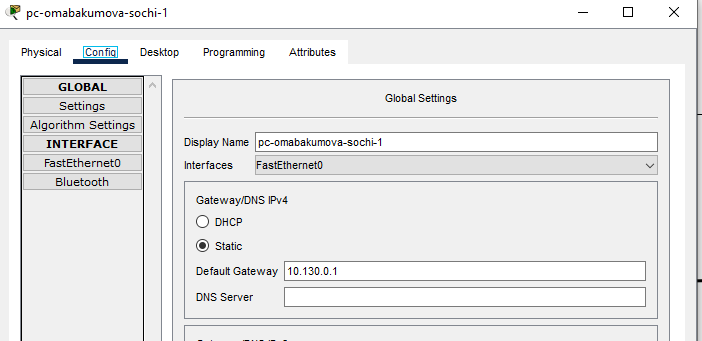 pc-omabakumova-sochi-1
Physical Config Desktop Programming Attributes
GLOBAL
Settings
Algorithm Settings
INTERFACE
FastEthernet0
Bluetooth
Global Settings
Display Name pc-omabakumova-sochi-1
Interfaces FastEthernet0
Gateway/DNS IPv4
DHCP
Static
Default Gateway 10.130.0.1
DNS Server